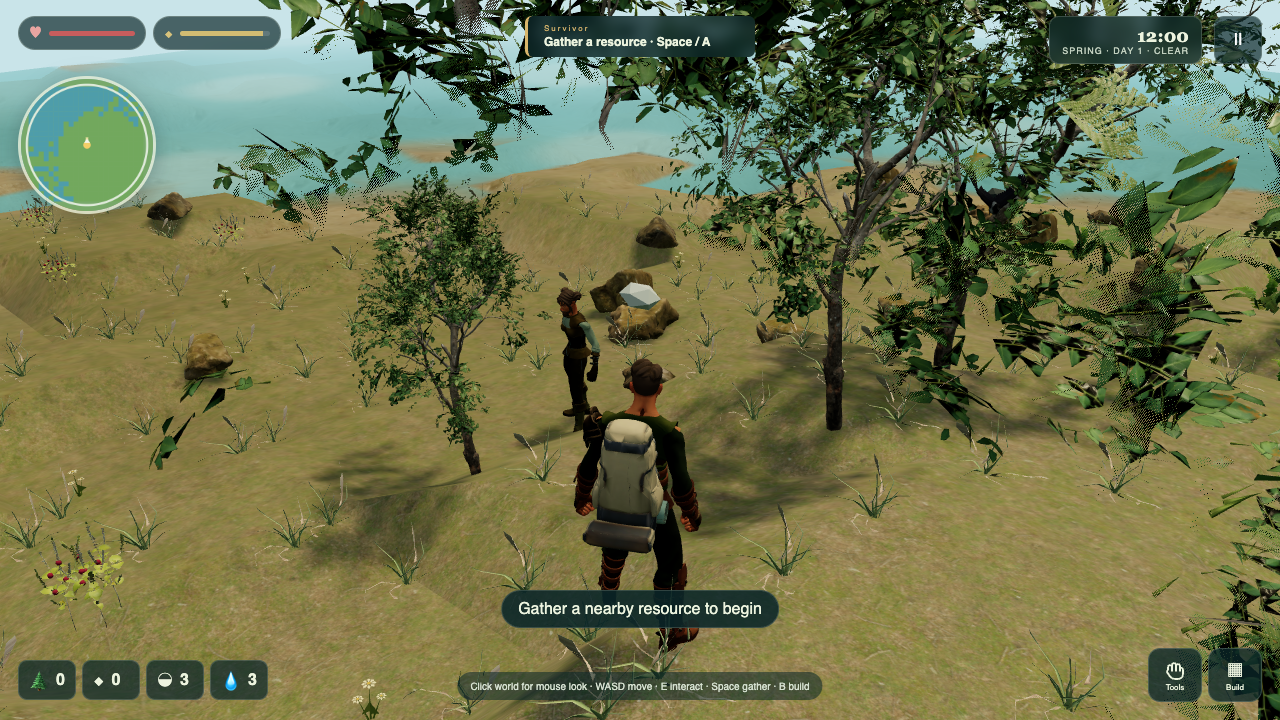 Survivor
Gather a resource · Space / A
12:00
SPRING · DAY 1 · CLEAR
Gather a nearby resource to begin
0
0
3
3
Click world for mouse look · WASD move · E interact · Space gather · B build
Tools
Build